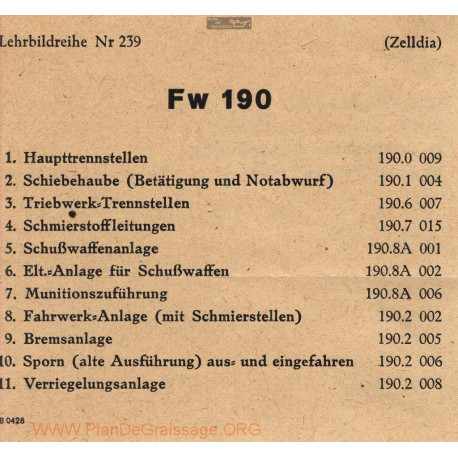 Lehrbildreihe Nr 239 (Zelldia)
Fw 190
1. Haupttrennstellen 190.0 009
2. Schiebehaube (Betätigung und Notabwurf) 190.1 004
3. Triebwerk-Trennstellen 190.6 007
4. Schmierstoffleitungen 190.7 015
5. Schußwaffenanlage 190.8A 001
6. Elt.-Anlage für Schußwaffen 190.8A 002
7. Munitionszuführung 190.8A 006
8. Fahrwerk-Anlage (mit Schmierstellen) 190.2 002
9. Bremsanlage 190.2 005
10. Sporn (alte Ausführung) aus- und eingefahren 190.2 006
11. Verriegelungsanlage 190.2 008
B 0428
www.PlanDeGraissage.ORG